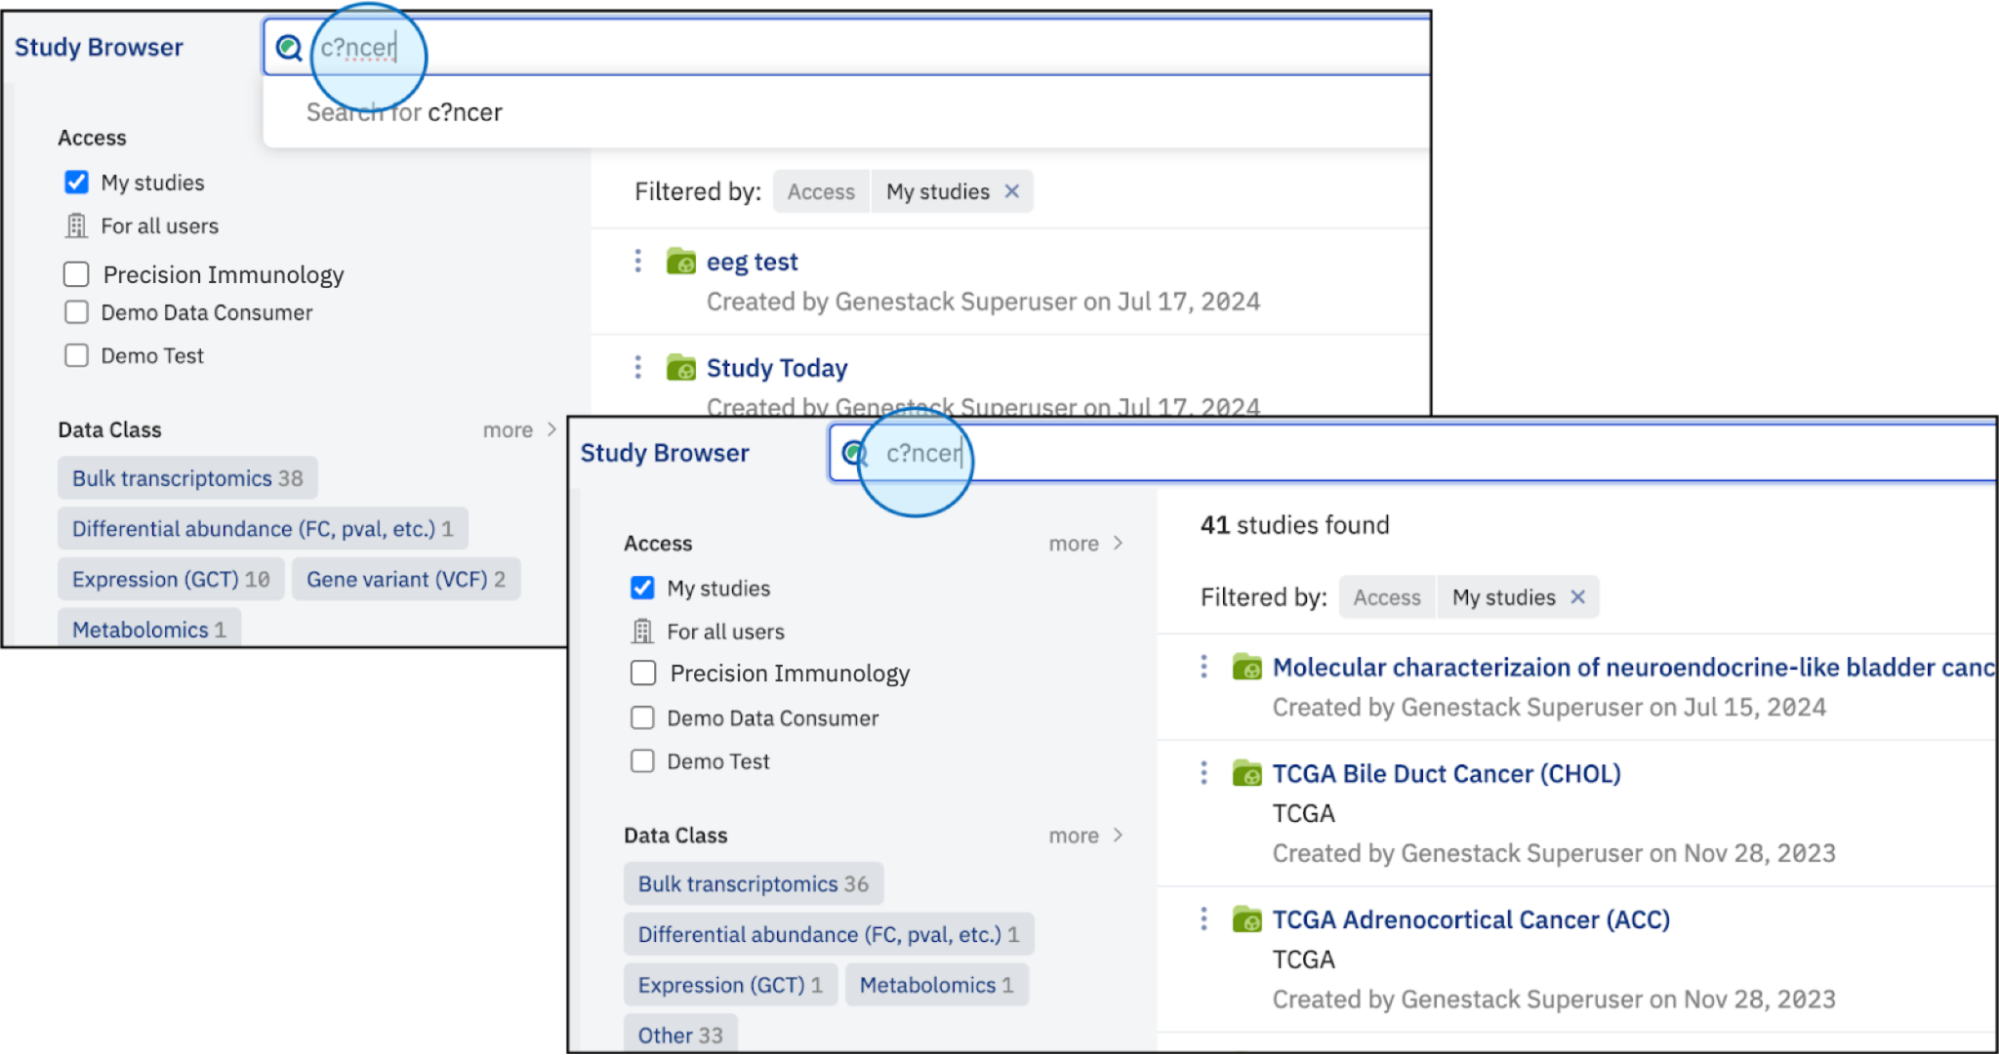 Study Browser
c?ncer
Search for c?ncer
Access
My studies
For all users
Precision Immunology
Demo Data Consumer
Demo Test
Data Class
more >
Bulk transcriptomics 38
Differential abundance (FC, pval, etc.) 1
Expression (GCT) 10
Gene variant (VCF) 2
Metabolomics 1
Filtered by: Access My studies ×
eeg test
Created by Genestack Superuser on Jul 17, 2024
Study Today
Created by Genestack Superuser on Jul 17, 2024
Study Browser
c?ncer
Access
more >
My studies
For all users
Precision Immunology
Demo Data Consumer
Demo Test
Data Class
more >
Bulk transcriptomics 36
Differential abundance (FC, pval, etc.) 1
Expression (GCT) 1
Metabolomics 1
Other 33
41 studies found
Filtered by: Access My studies ×
Molecular characterizaion of neuroendocrine-like bladder canc
Created by Genestack Superuser on Jul 15, 2024
TCGA Bile Duct Cancer (CHOL)
TCGA
Created by Genestack Superuser on Nov 28, 2023
TCGA Adrenocortical Cancer (ACC)
TCGA
Created by Genestack Superuser on Nov 28, 2023